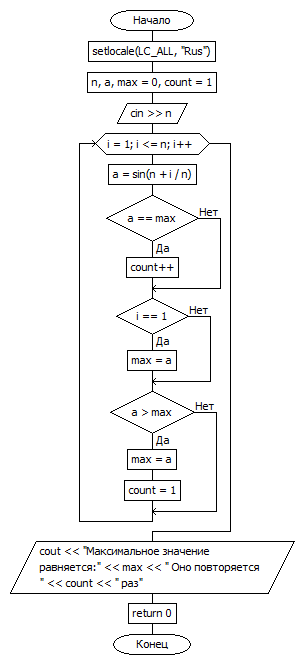 Начало
setlocale(LC_ALL, "Rus")
n, a, max = 0, count = 1
cin >> n
i = 1; i <= n; i++
a = sin(n + i / n)
a == max
Нет
Да
count++
i == 1
Нет
Да
max = a
a > max
Нет
Да
max = a
count = 1
cout << "Максимальное значение
равняется:" << max << " Оно повторяется
" << count << " раз"
return 0
Конец